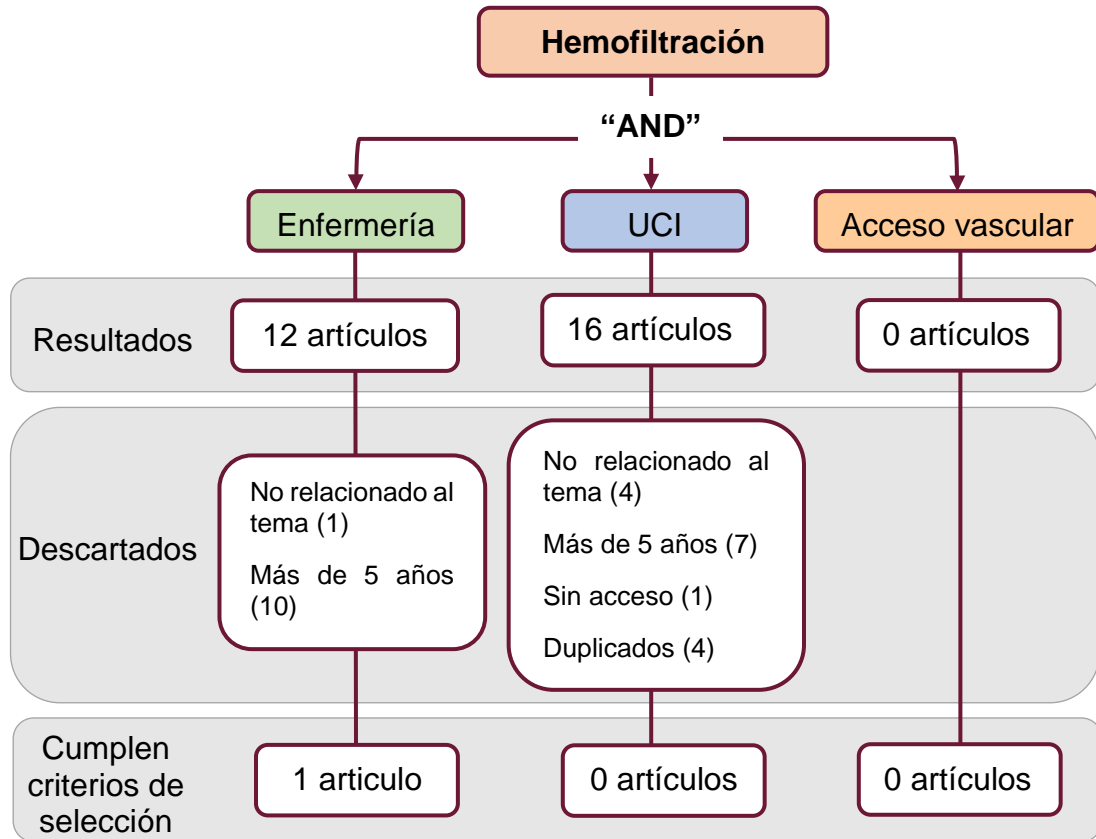 Hemofiltración
“AND”
Enfermería
UCI
Acceso vascular
Resultados
12 artículos
16 artículos
0 artículos
Descartados
No relacionado al
tema (1)
Más de 5 años
(10)
No relacionado al
tema (4)
Más de 5 años (7)
Sin acceso (1)
Duplicados (4)
Cumplen
criterios de
selección
1 articulo
0 artículos
0 artículos